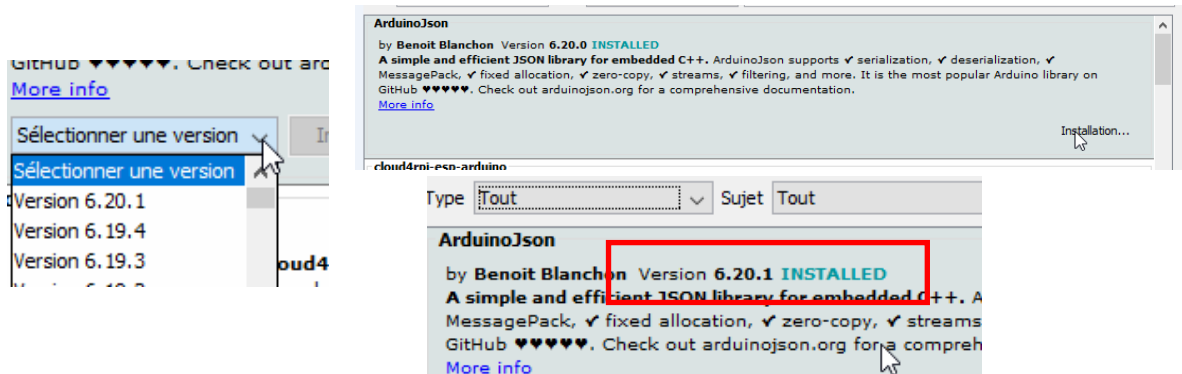 GitHub ♥♥♥♥♥. Check out ard
More info
Sélectionner une version
Sélectionner une version
Version 6.20.1
Version 6.19.4
Version 6.19.3
oud4
ArduinoJson
by Benoit Blanchon Version 6.20.0 INSTALLED
A simple and efficient JSON library for embedded C++. ArduinoJson supports ✔ serialization, ✔ deserialization, ✔
MessagePack, ✔ fixed allocation, ✔ zero-copy, ✔ streams, ✔ filtering, and more. It is the most popular Arduino library on
GitHub ♥♥♥♥♥. Check out arduinojson.org for a comprehensive documentation.
More info
Installation...
cloud4rpi-esp-arduino
Type Tout Sujet Tout
ArduinoJson
by Benoit Blanchon Version 6.20.1 INSTALLED
A simple and efficient JSON library for embedded C++. A
MessagePack, ✔ fixed allocation, ✔ zero-copy, ✔ streams
GitHub ♥♥♥♥♥. Check out arduinojson.org for a compreh
More info